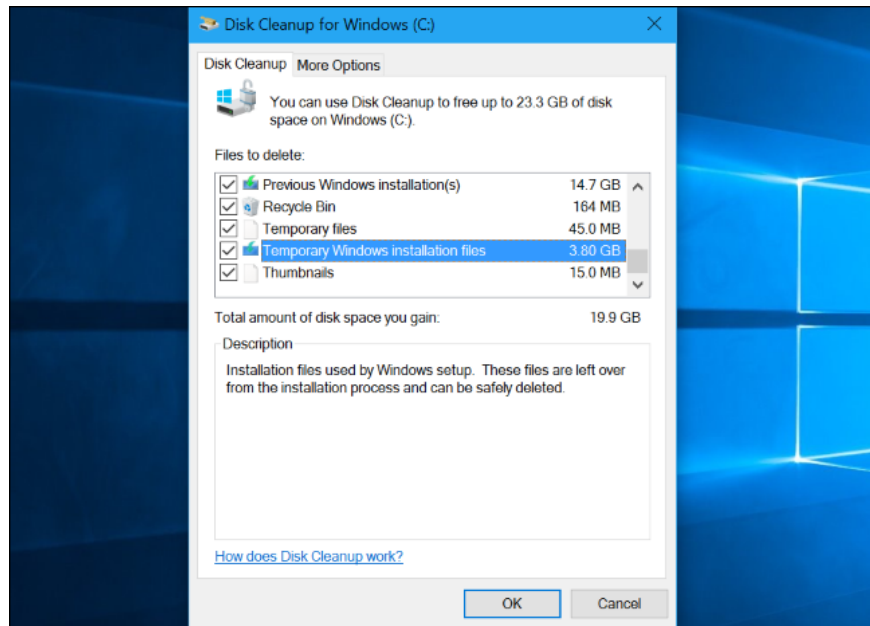 Disk Cleanup for Windows (C:)
Disk Cleanup More Options
You can use Disk Cleanup to free up to 23.3 GB of disk
space on Windows (C:).
Files to delete:
Previous Windows installation(s) 14.7 GB
Recycle Bin 164 MB
Temporary files 45.0 MB
Temporary Windows installation files 3.80 GB
Thumbnails 15.0 MB
Total amount of disk space you gain: 19.9 GB
Description
Installation files used by Windows setup. These files are left over
from the installation process and can be safely deleted.
How does Disk Cleanup work?
OK Cancel